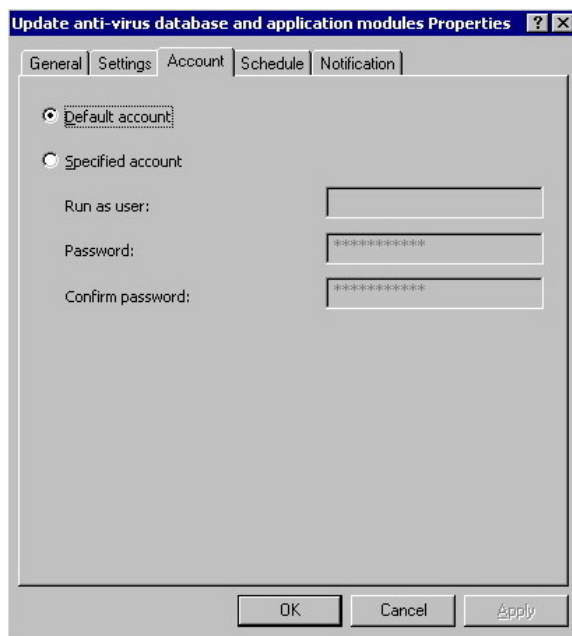 Update anti-virus database and application modules Properties
General Settings Account Schedule Notification
Default account
Specified account
Run as user:
Password: ***********
Confirm password: ***********
OK Cancel Apply